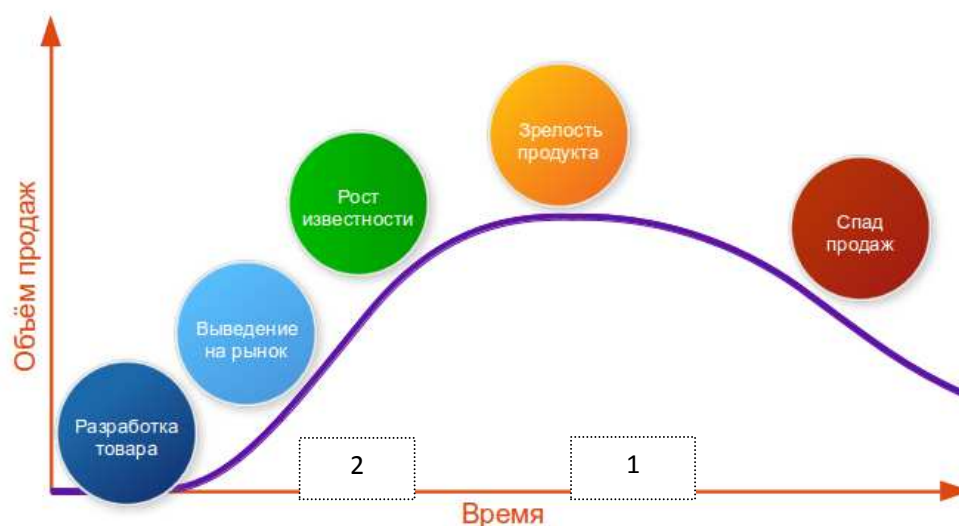 Объём продаж
Разработка
товара
Выведение
на рынок
Рост
известности
Зрелость
продукта
Спад
продаж
2
1
Время